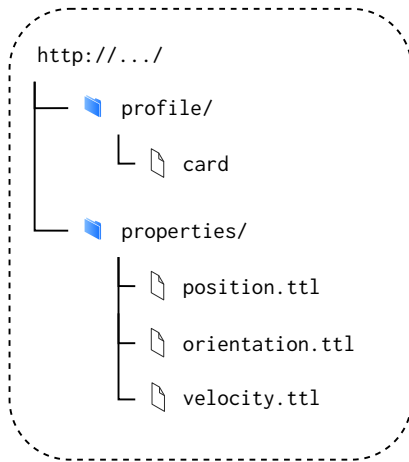 http://.../
profile/
card
properties/
position.ttl
orientation.ttl
velocity.ttl